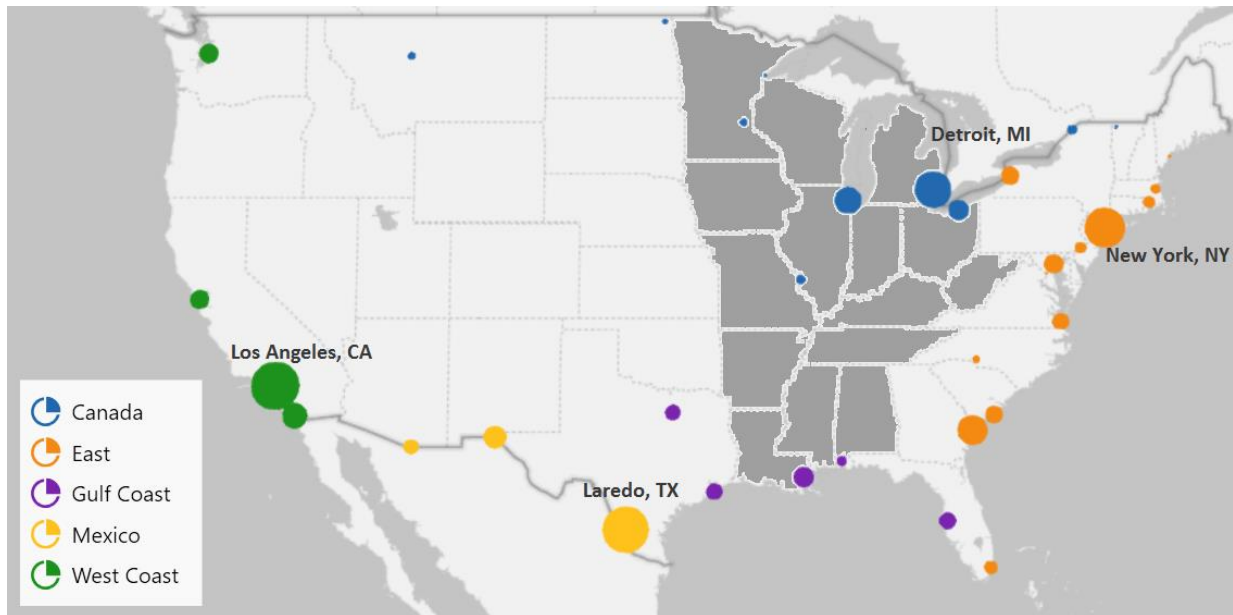 Detroit, MI
New York, NY
Los Angeles, CA
Laredo, TX
Canada
East
Gulf Coast
Mexico
West Coast